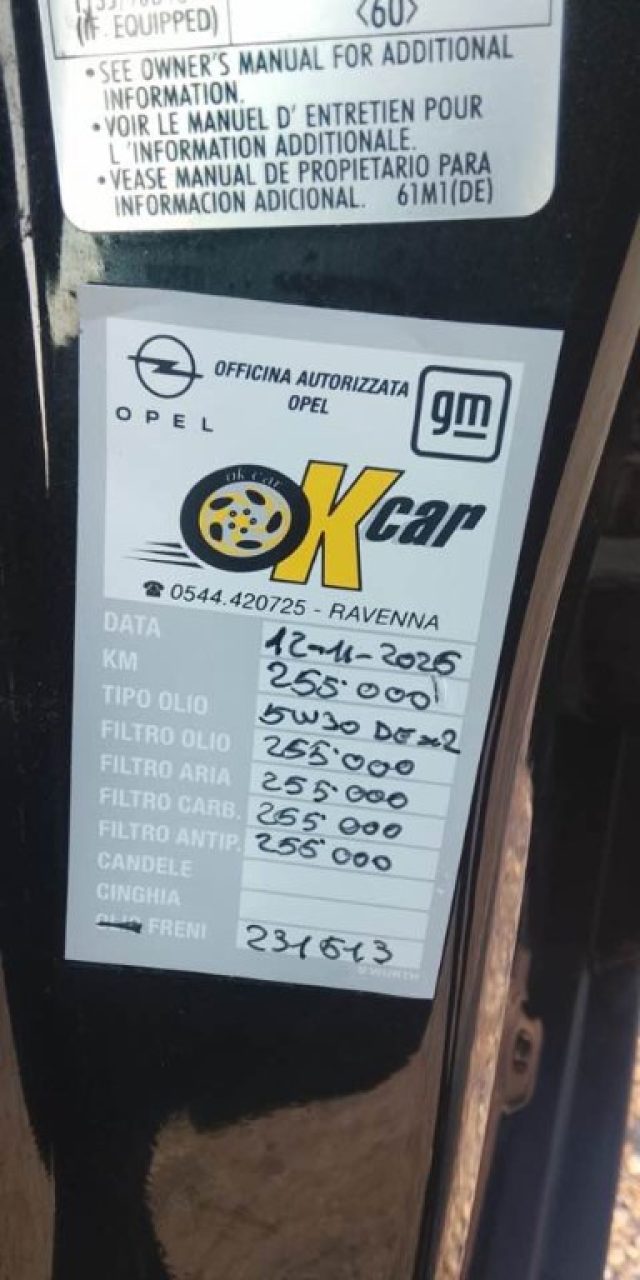 (IF. EQUIPPED) <60>
•SEE OWNER'S MANUAL FOR ADDITIONAL
INFORMATION.
•VOIR LE MANUEL D' ENTRETIEN POUR
L 'INFORMATION ADDITIONALE.
•VEASE MANUAL DE PROPIETARIO PARA
INFORMACION ADICIONAL. 61M1(DE)
OPEL
OFFICINA AUTORIZZATA
OPEL
gm
ok car
OKcar
☎ 0544.420725 - RAVENNA
DATA 12-11-2025
KM 255.000
TIPO OLIO 5W30 DEx2
FILTRO OLIO 255.000
FILTRO ARIA 255.000
FILTRO CARB. 255 000
FILTRO ANTIP. 255 000
CANDELE
CINGHIA
FRENI 231513
WÜRTH